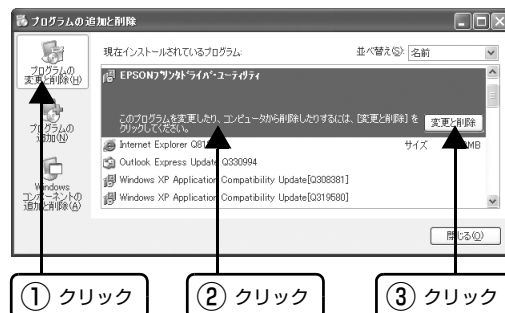 プログラムの追加と削除
現在インストールされているプログラム:
並べ替え(S): 名前
プログラムの
変更と削除(H)
EPSONプリンタドライバ・ユーティリティ
このプログラムを変更したり、コンピュータから削除したりするには、[変更と削除] を
クリックしてください。
変更と削除
プログラムの
追加(N)
Internet Explorer
サイズ
MB
Outlook Express Update Q330994
Windows XP Application Compatibility Update[Q308381]
Windows XP Application Compatibility Update[Q319580]
Windows
コンポーネントの
追加と削除(A)
閉じる(O)
① クリック
② クリック
③ クリック